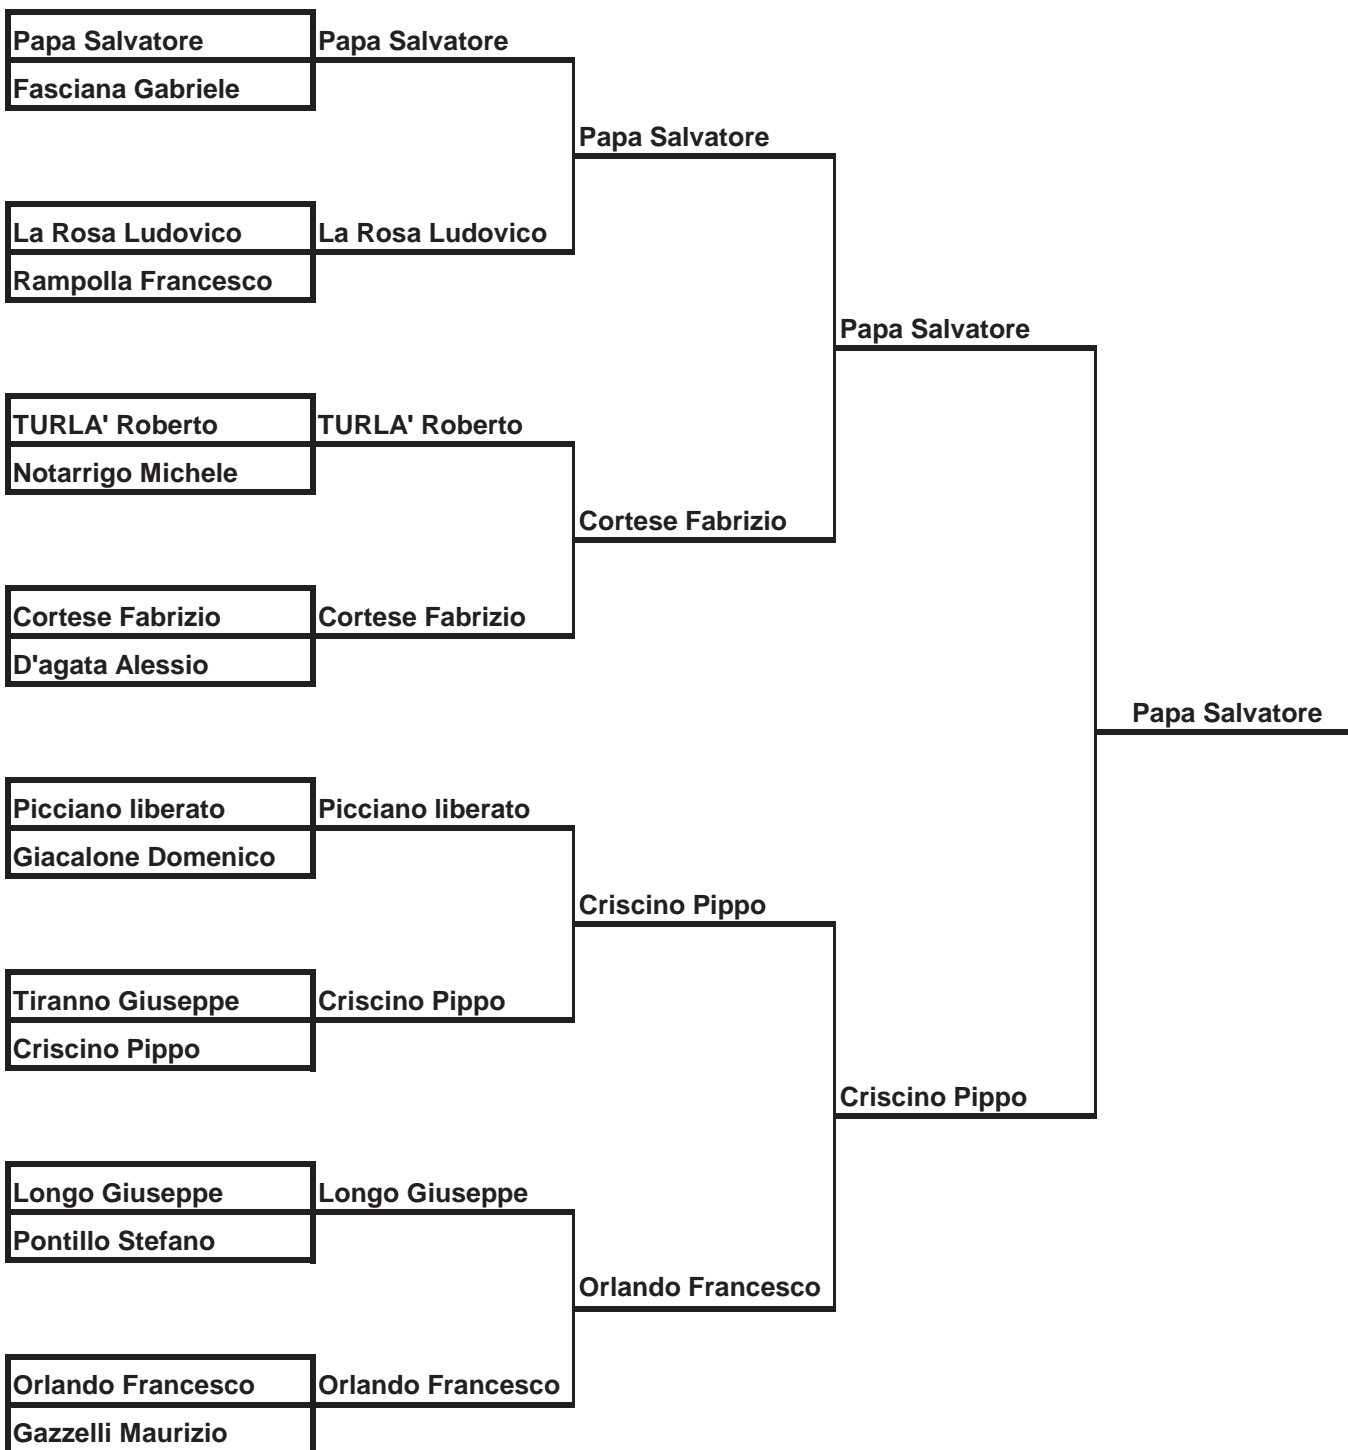 Papa Salvatore Papa Salvatore
Fasciana Gabriele
Papa Salvatore
La Rosa Ludovico La Rosa Ludovico
Rampolla Francesco
Papa Salvatore
TURLA' Roberto TURLA' Roberto
Notarrigo Michele
Cortese Fabrizio
Cortese Fabrizio Cortese Fabrizio
D'agata Alessio
Papa Salvatore
Picciano liberato Picciano liberato
Giacalone Domenico
Criscino Pippo
Tiranno Giuseppe Criscino Pippo
Criscino Pippo
Criscino Pippo
Longo Giuseppe Longo Giuseppe
Pontillo Stefano
Orlando Francesco
Orlando Francesco Orlando Francesco
Gazzelli Maurizio